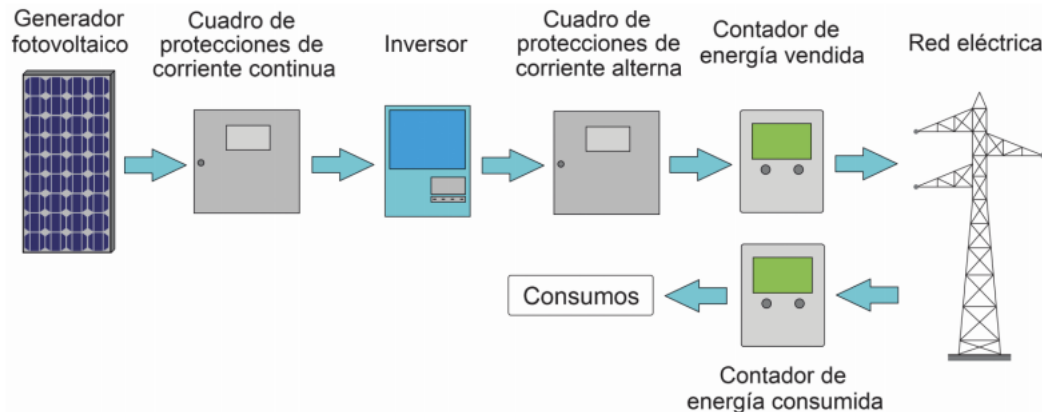 Generador
fotovoltaico
Cuadro de
protecciones de
corriente continua
Inversor
Cuadro de
protecciones de
corriente alterna
Contador de
energía vendida
Red eléctrica
Consumos
Contador de
energía consumida